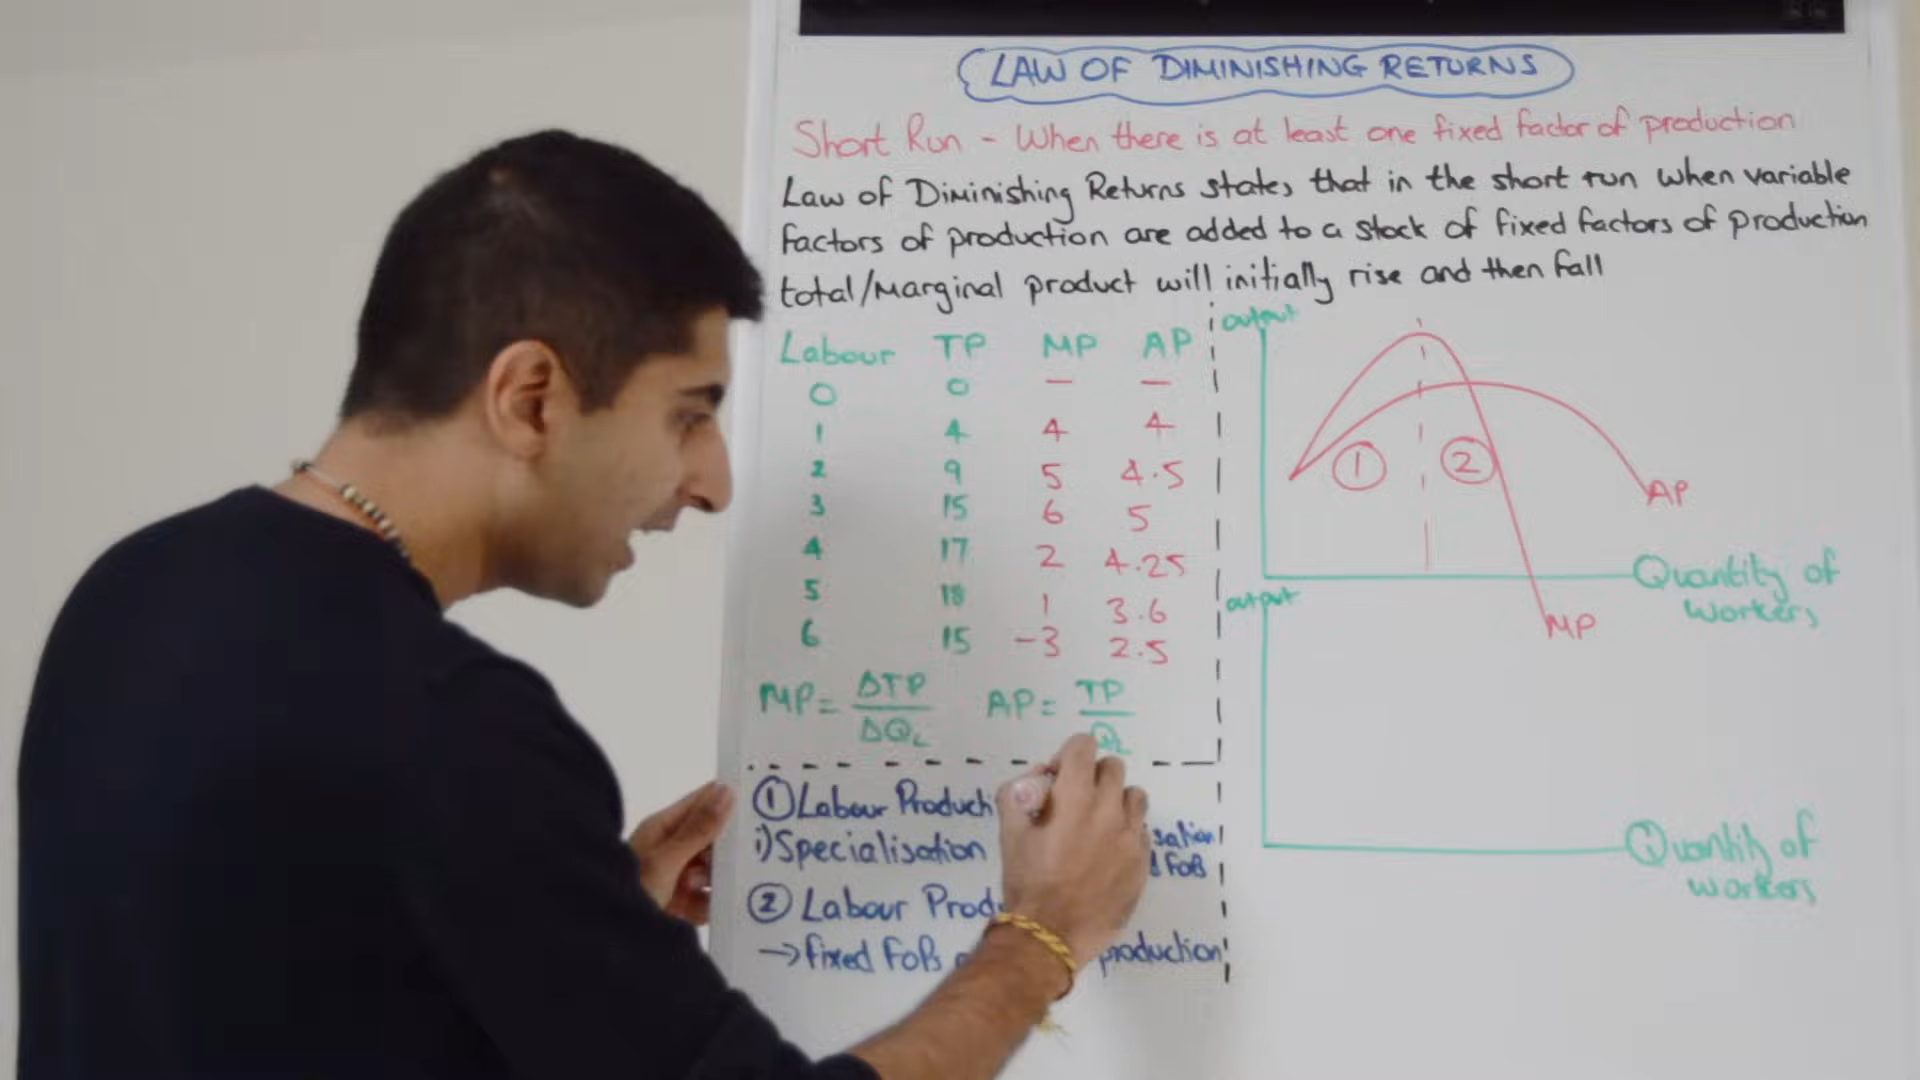 LAW OF DIMINISHING RETURNS
Short Run - When there is at least one fixed factor of production
Law of Diminishing Returns states that in the short run when variable
factors of production are added to a stock of fixed factors of production
total/marginal product will initially rise and then fall
Labour TP MP AP
0 0 — —
1 4 4 4
2 9 5 4.5
3 15 6 5
4 17 2 4.25
5 18 1 3.6
6 15 -3 2.5
MP = ΔTP / ΔQL AP = TP / QL
① Labour Producti
i) Specialisation sation
d FoB
② Labour Prod
→ fixed FoPs production
output
① ②
AP
MP
Quantity of
workers
output
Quantity of
workers